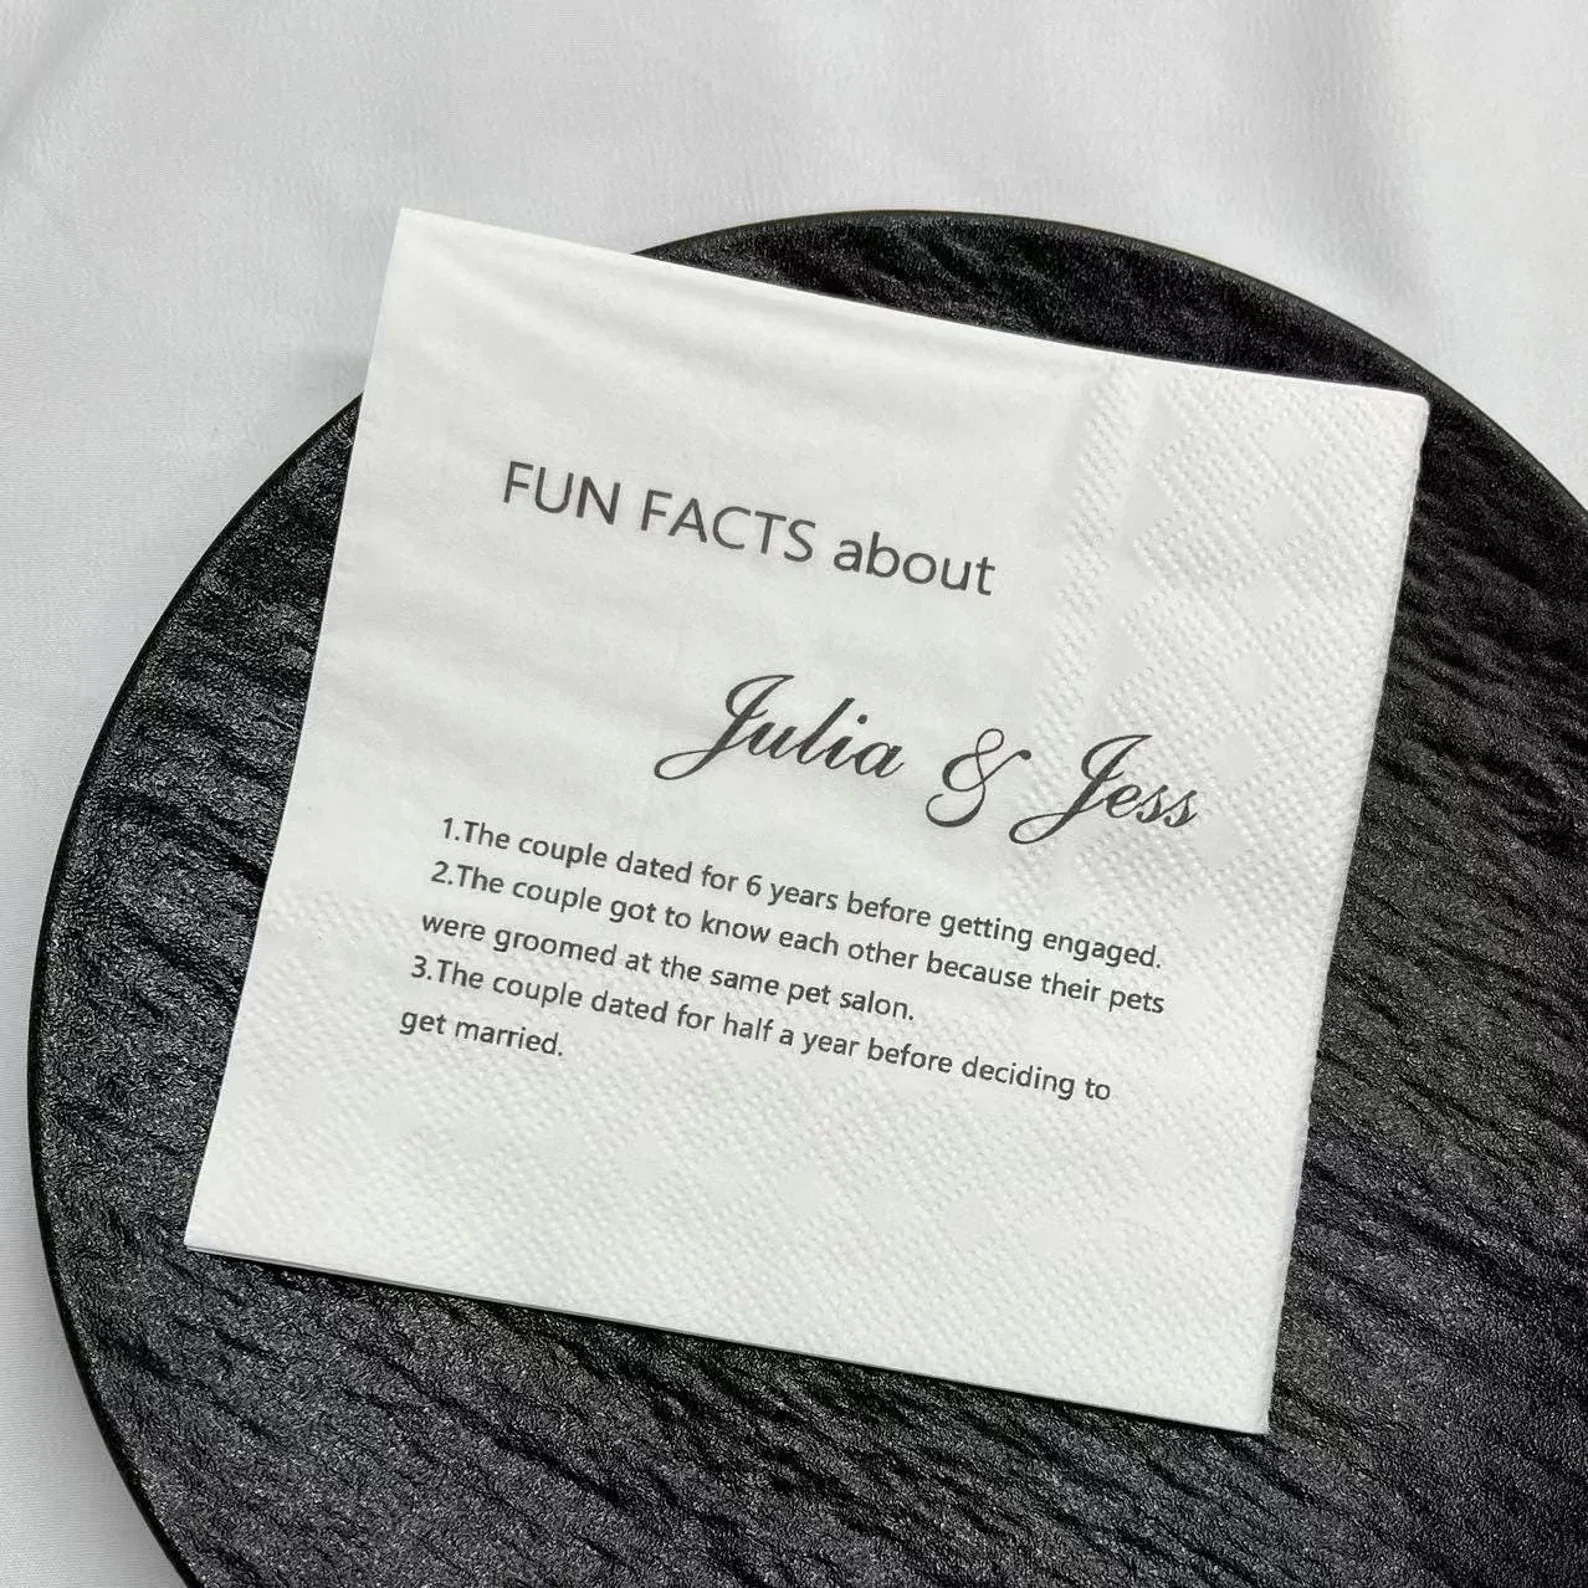 FUN FACTS about
Julia & Jess
1.The couple dated for 6 years before getting engaged.
2.The couple got to know each other because their pets
were groomed at the same pet salon.
3.The couple dated for half a year before deciding to
get married.